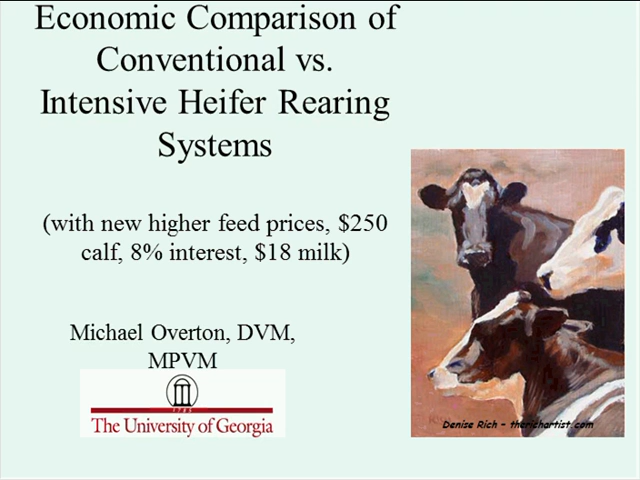 Economic Comparison of
Conventional vs.
Intensive Heifer Rearing
Systems
(with new higher feed prices, $250
calf, 8% interest, $18 milk)
Michael Overton, DVM,
MPVM
1785
The University of Georgia
Denise Rich – therichartist.com